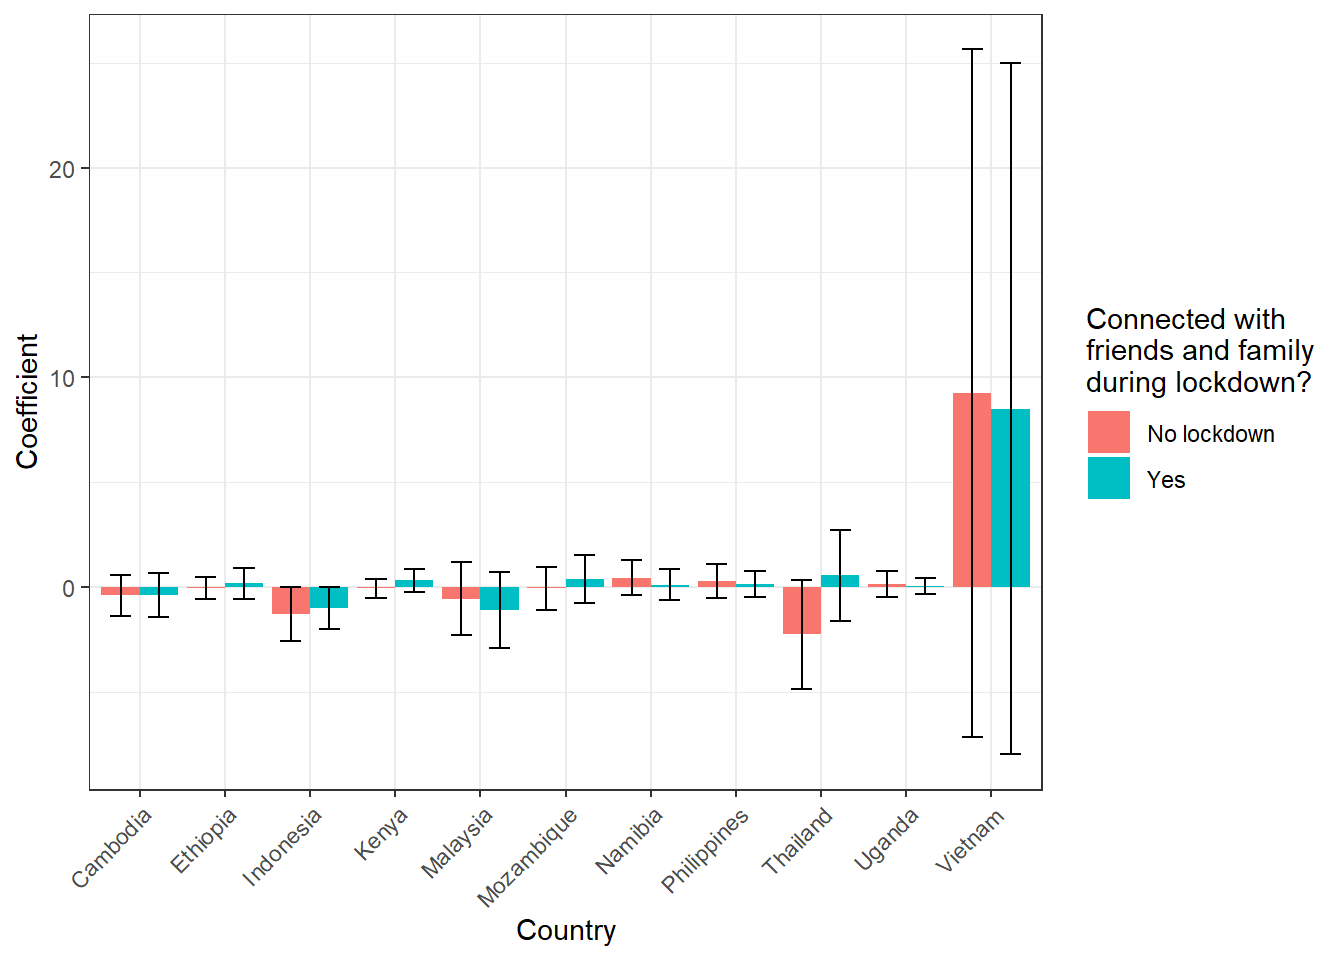 20
10
0
Coefficient
Cambodia
Ethiopia
Indonesia
Kenya
Malaysia
Mozambique
Namibia
Philippines
Thailand
Uganda
Vietnam
Country
Connected with
friends and family
during lockdown?
No lockdown
Yes